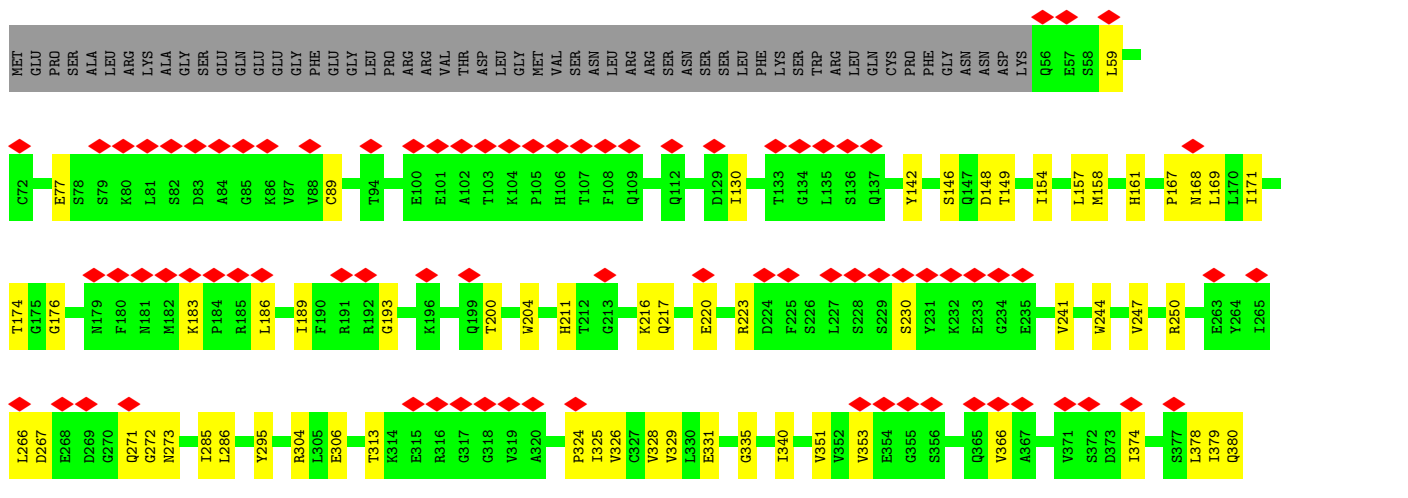 MET GLU PRO SER ALA LEU ARG LYS ALA GLY SER GLU GLN GLU GLU GLY PHE GLU GLY LEU PRO ARG ARG VAL THR ASP LEU GLY MET VAL SER ASN LEU ARG ARG SER ASN SER SER LEU PHE LYS SER TRP ARG LEU GLN CYS PRO PHE GLY ASN ASN ASP LYS Q56 E57 S58 L59
C72 E77 S78 S79 K80 L81 S82 D83 A84 G85 K86 V87 V88 C89 T94 E100 E101 A102 T103 K104 P105 H106 T107 F108 Q109 Q112 D129 I130 T133 G134 L135 S136 Q137 Y142 S146 Q147 D148 T149 I154 L157 M158 H161 P167 N168 L169 L170 I171
T174 G175 G176 N179 F180 N181 M182 K183 P184 R185 L186 I189 F190 R191 R192 G193 K196 Q199 T200 W204 H211 T212 G213 K216 Q217 E220 R223 D224 F225 S226 L227 S228 S229 S230 Y231 K232 E233 G234 E235 V241 W244 V247 R250 E263 Y264 I265
L266 D267 E268 D269 G270 Q271 G272 N273 I285 L286 Y295 R304 L305 E306 T313 K314 E315 R316 G317 G318 V319 A320 P324 I325 V326 C327 V328 V329 L330 E331 G335 I340 V351 V352 V353 E354 G355 S356 Q365 V366 A367 V371 S372 D373 I374 S377 L378 I379 Q380